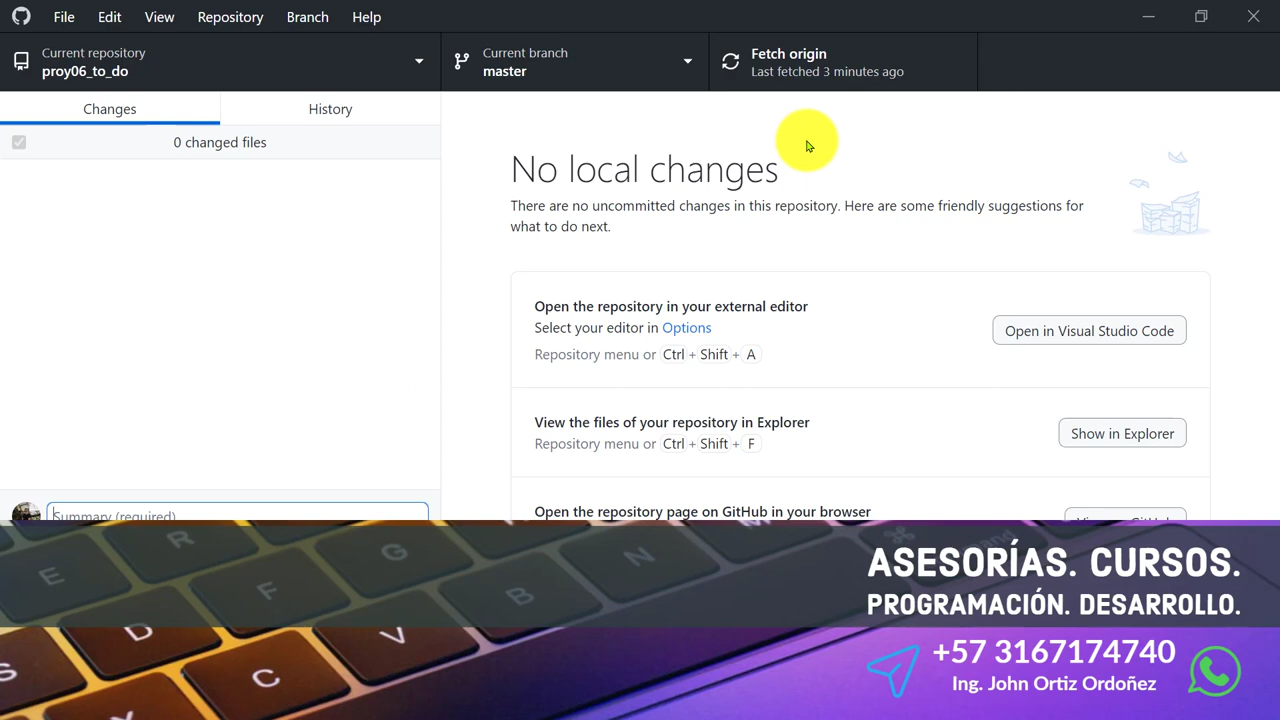 File Edit View Repository Branch Help
Current repository
proy06_to_do
Current branch
master
Fetch origin
Last fetched 3 minutes ago
Changes
History
0 changed files
No local changes
There are no uncommitted changes in this repository. Here are some friendly suggestions for
what to do next.
Open the repository in your external editor
Select your editor in Options
Repository menu or Ctrl + Shift + A
Open in Visual Studio Code
View the files of your repository in Explorer
Repository menu or Ctrl + Shift + F
Show in Explorer
Summary (required)
Open the repository page on GitHub in your browser
View on GitHub
E R F G B N M C V D S
ASESORÍAS. CURSOS.
PROGRAMACIÓN. DESARROLLO.
+57 3167174740
Ing. John Ortiz Ordoñez